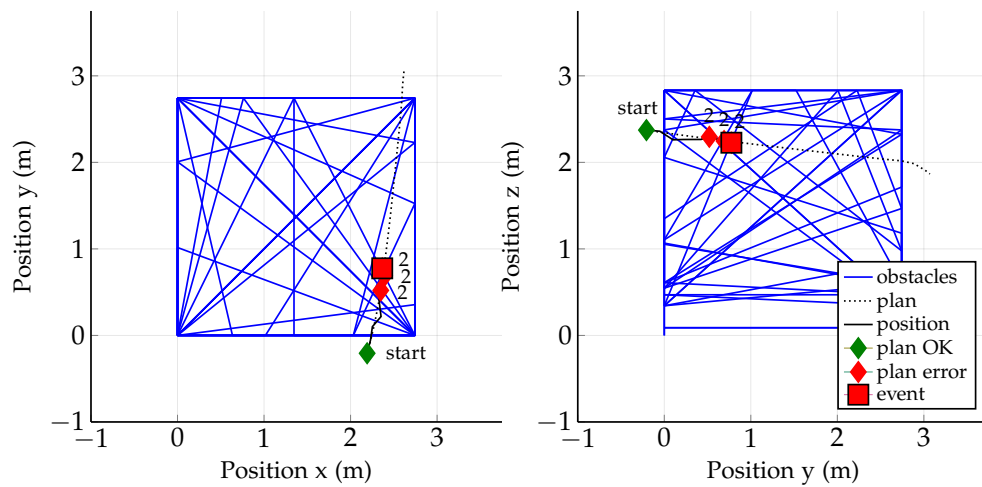 3
2
1
0
−1
−1
0
1
2
3
Position y (m)
Position x (m)
start
2
2
2
3
2
1
0
−1
−1
0
1
2
3
Position z (m)
Position y (m)
start
2
2
2
obstacles
plan
position
plan OK
plan error
event